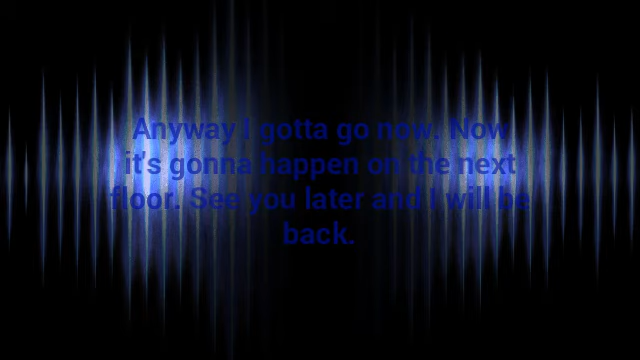 Anyway I gotta go now. Now
it's gonna happen on the next
floor. See you later and I will be
back.